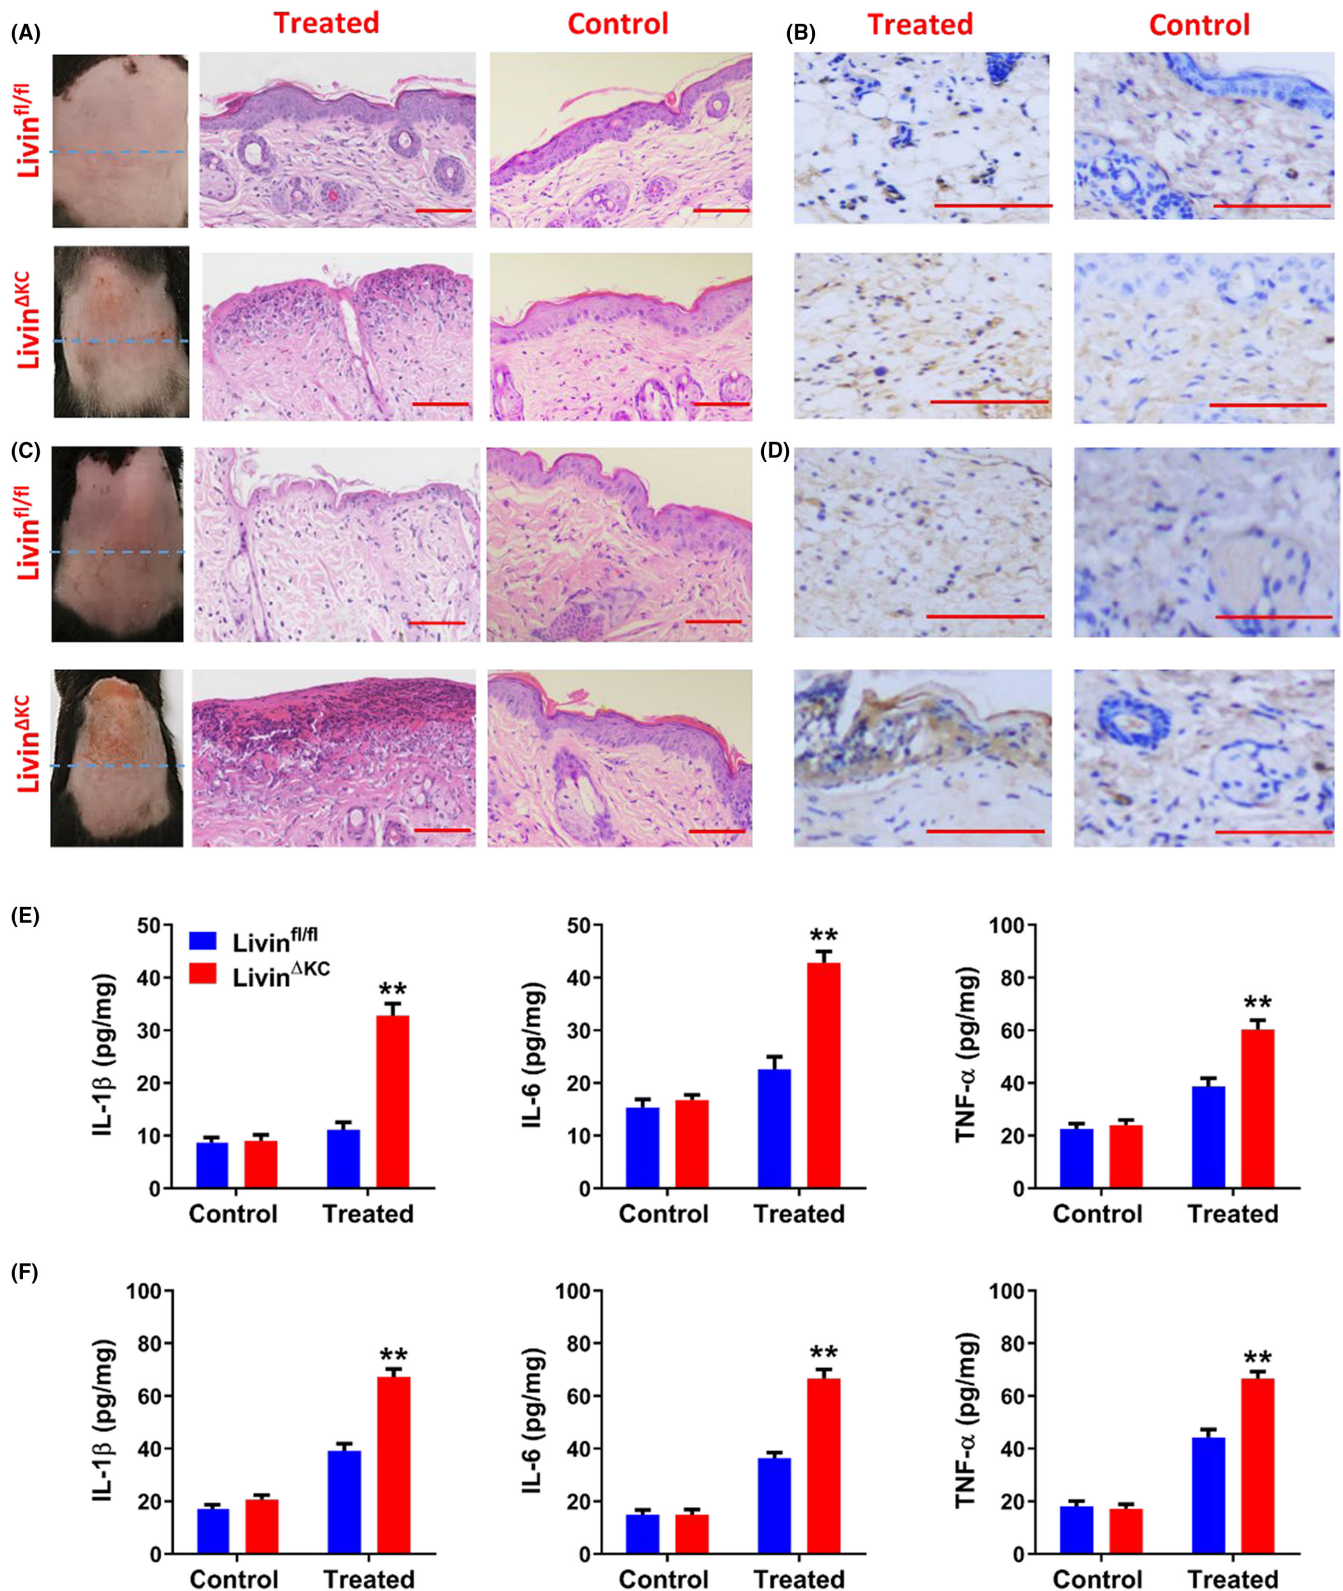 (A) Treated Control (B) Treated Control
Livin^fl/fl
Livin^ΔKC
(C) (D)
Livin^fl/fl
Livin^ΔKC
(E)
IL-1β (pg/mg)
50
40
30
20
10
0
Livin^fl/fl
Livin^ΔKC
**
Control Treated
IL-6 (pg/mg)
50
40
30
20
10
0
**
Control Treated
TNF-α (pg/mg)
100
80
60
40
20
0
**
Control Treated
(F)
IL-1β (pg/mg)
100
80
60
40
20
0
**
Control Treated
IL-6 (pg/mg)
100
80
60
40
20
0
**
Control Treated
TNF-α (pg/mg)
100
80
60
40
20
0
**
Control Treated